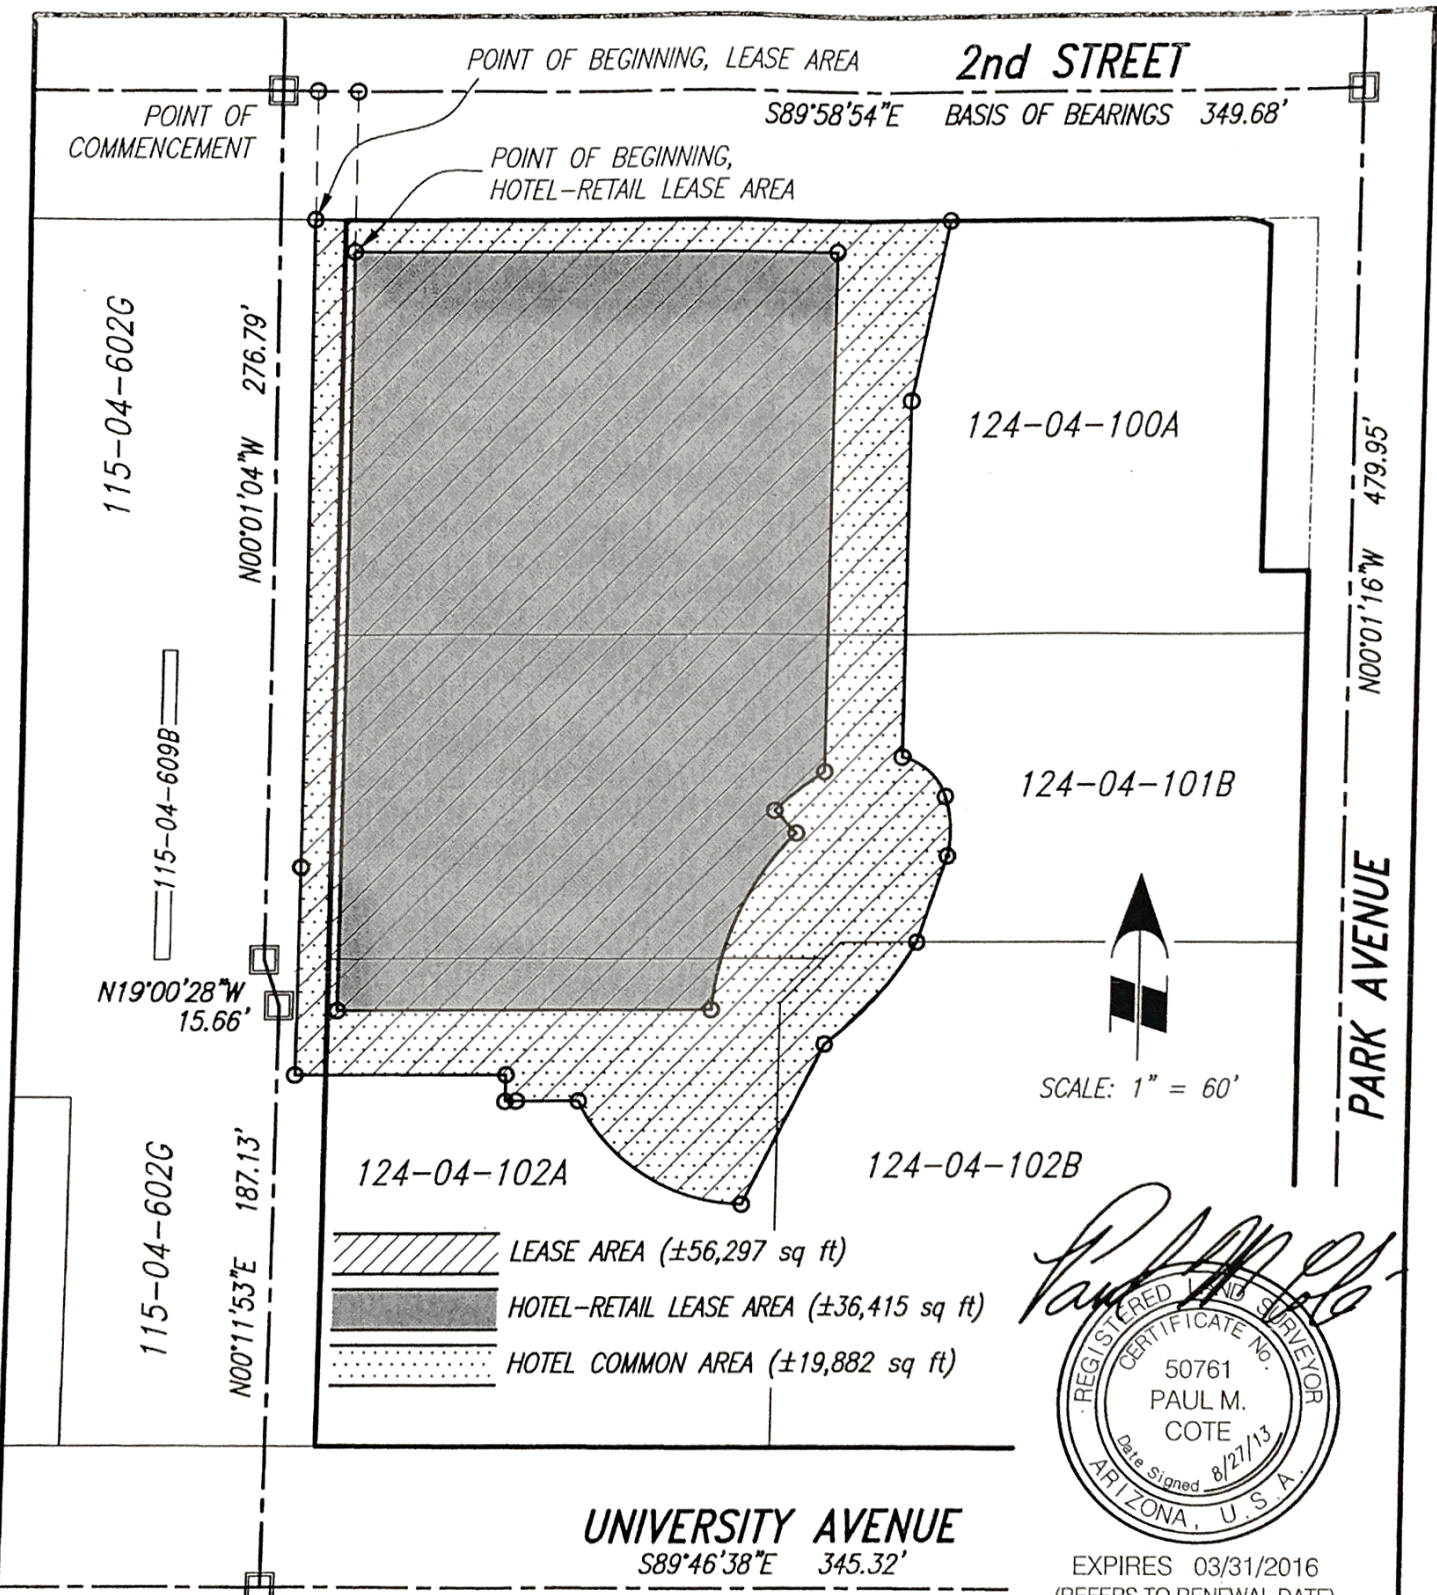 POINT OF BEGINNING, LEASE AREA
2nd STREET
S89°58'54"E BASIS OF BEARINGS 349.68'
POINT OF
COMMENCEMENT
POINT OF BEGINNING,
HOTEL-RETAIL LEASE AREA
115-04-602G
N00°01'04"W 276.79'
124-04-100A
N00°01'16"W 479.95'
115-04-609B
124-04-101B
PARK AVENUE
N19°00'28"W
15.66'
SCALE: 1" = 60'
124-04-102A
124-04-102B
115-04-602G
N00°11'53"E 187.13'
LEASE AREA (±56,297 sq ft)
HOTEL-RETAIL LEASE AREA (±36,415 sq ft)
HOTEL COMMON AREA (±19,882 sq ft)
REGISTERED LAND SURVEYOR
CERTIFICATE No.
50761
PAUL M.
COTE
Date Signed 8/27/13
ARIZONA, U.S.A.
UNIVERSITY AVENUE
S89°46'38"E 345.32'
EXPIRES 03/31/2016
(REFERS TO RENEWAL DATE)